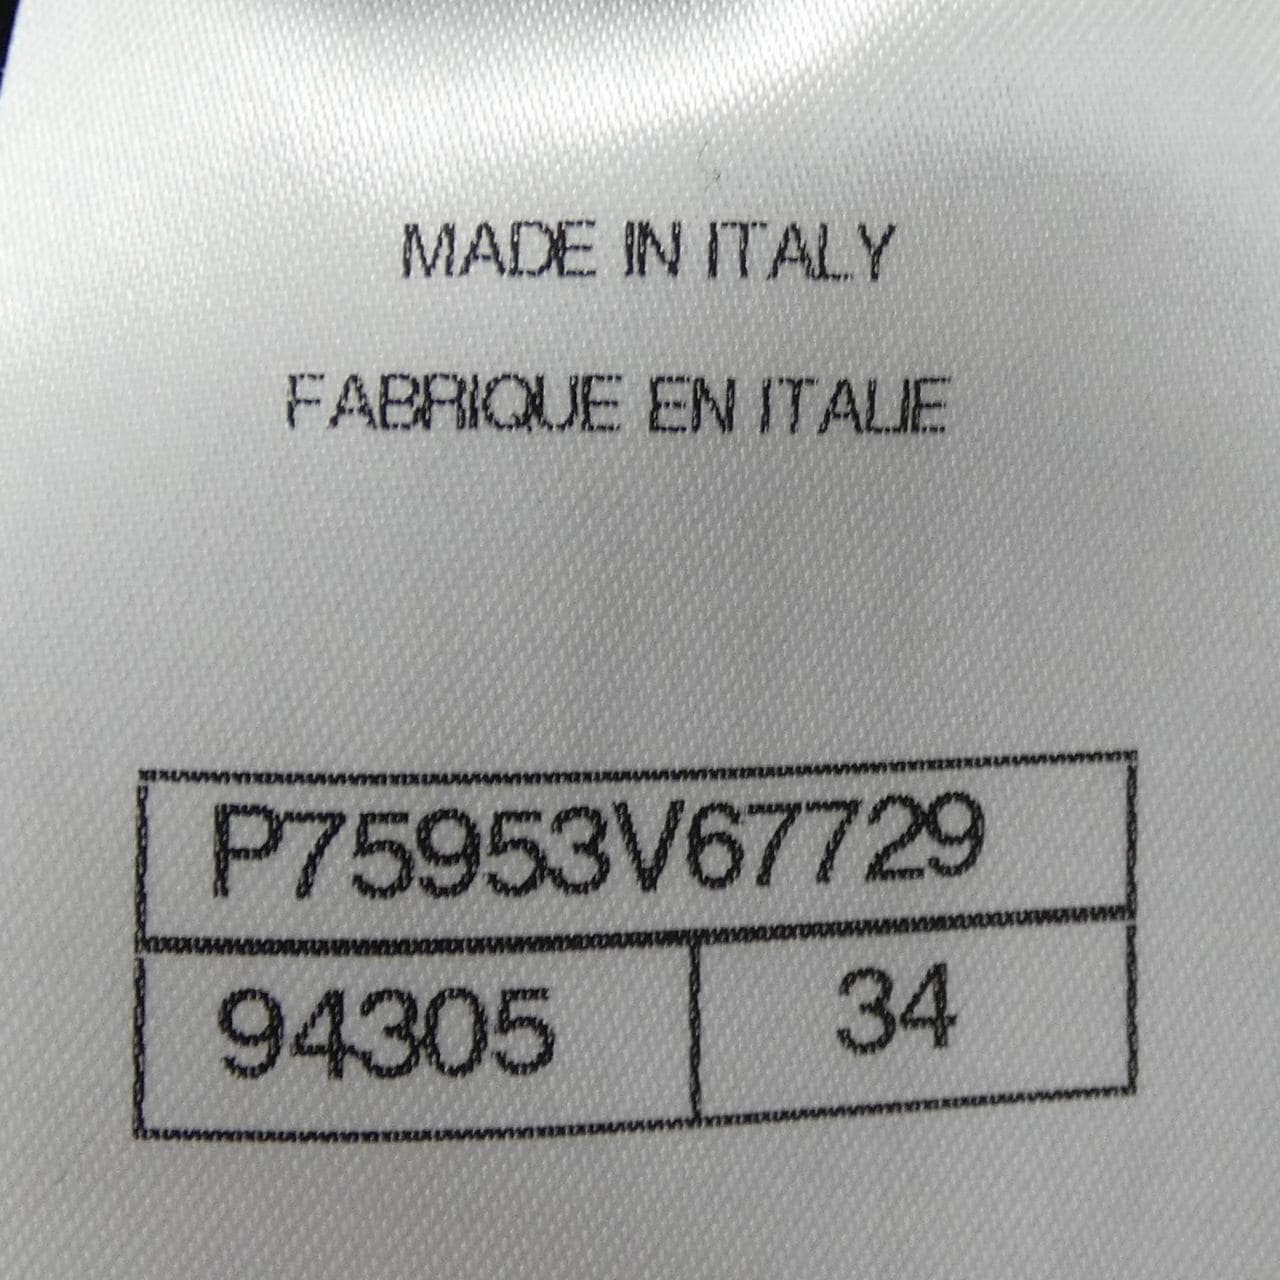 MADE IN ITALY
FABRIQUE EN ITALIE
P75953V67729
94305 34